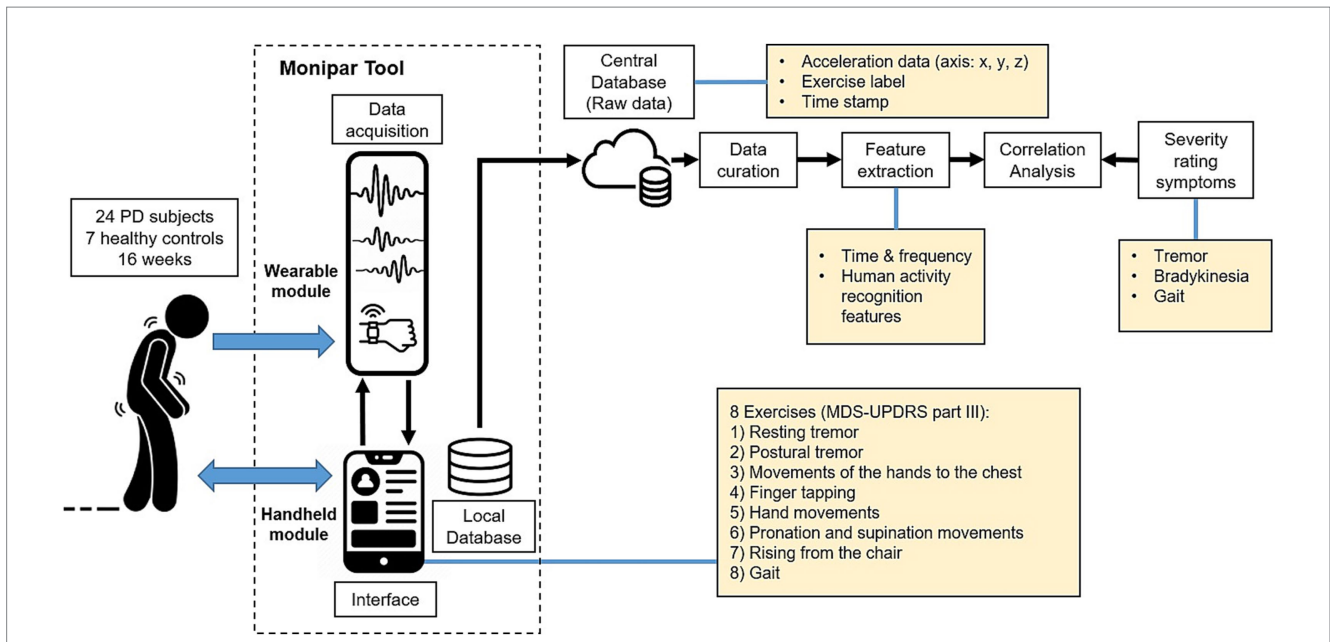 24 PD subjects
7 healthy controls
16 weeks
Monipar Tool
Data
acquisition
Wearable
module
Handheld
module
Interface
Local
Database
Central
Database
(Raw data)
• Acceleration data (axis: x, y, z)
• Exercise label
• Time stamp
Data
curation
Feature
extraction
Correlation
Analysis
Severity
rating
symptoms
• Time & frequency
• Human activity
recognition
features
• Tremor
• Bradykinesia
• Gait
8 Exercises (MDS-UPDRS part III):
1) Resting tremor
2) Postural tremor
3) Movements of the hands to the chest
4) Finger tapping
5) Hand movements
6) Pronation and supination movements
7) Rising from the chair
8) Gait